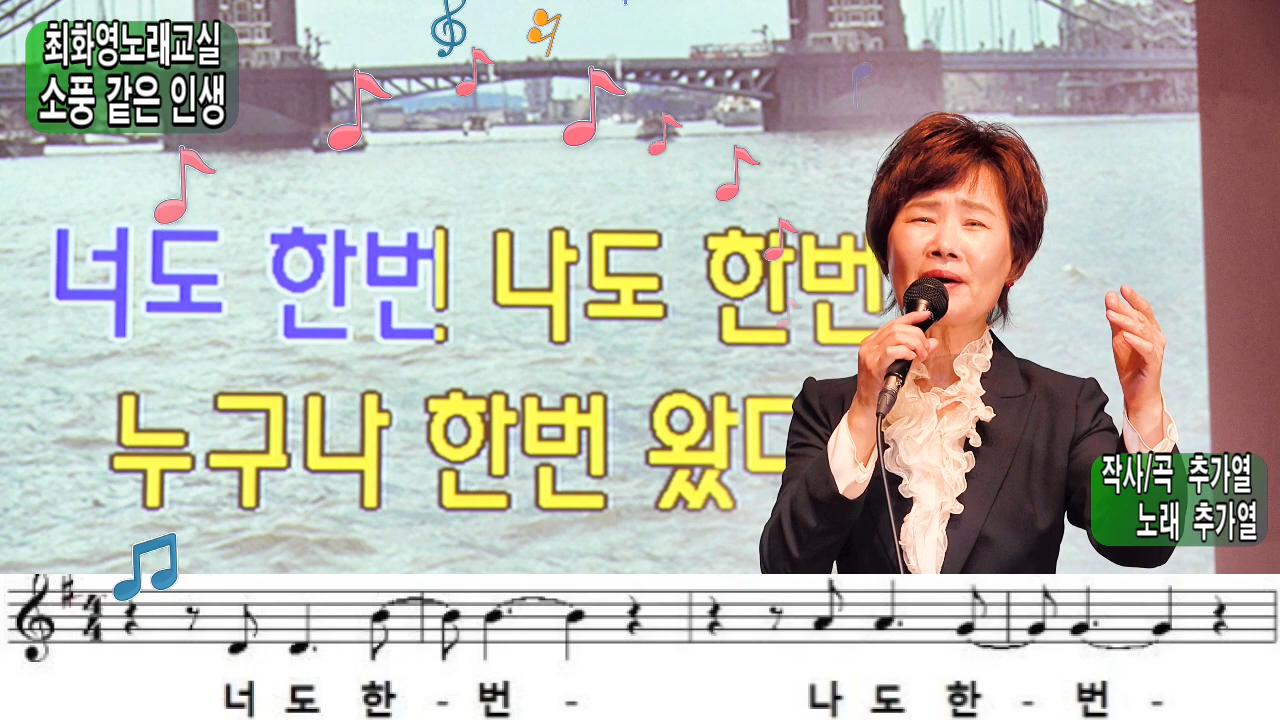 최화영노래교실
소풍 같은 인생
너도 한번 나도 한번
누구나 한번 왔다
작사/곡 추가열
노래 추가열
너 도 한 - 번 - 나 도 한 - 번 -